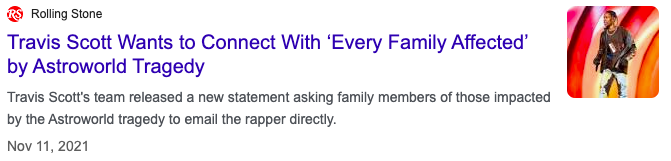 RS Rolling Stone
Travis Scott Wants to Connect With ‘Every Family Affected’
by Astroworld Tragedy
Travis Scott's team released a new statement asking family members of those impacted
by the Astroworld tragedy to email the rapper directly.
Nov 11, 2021